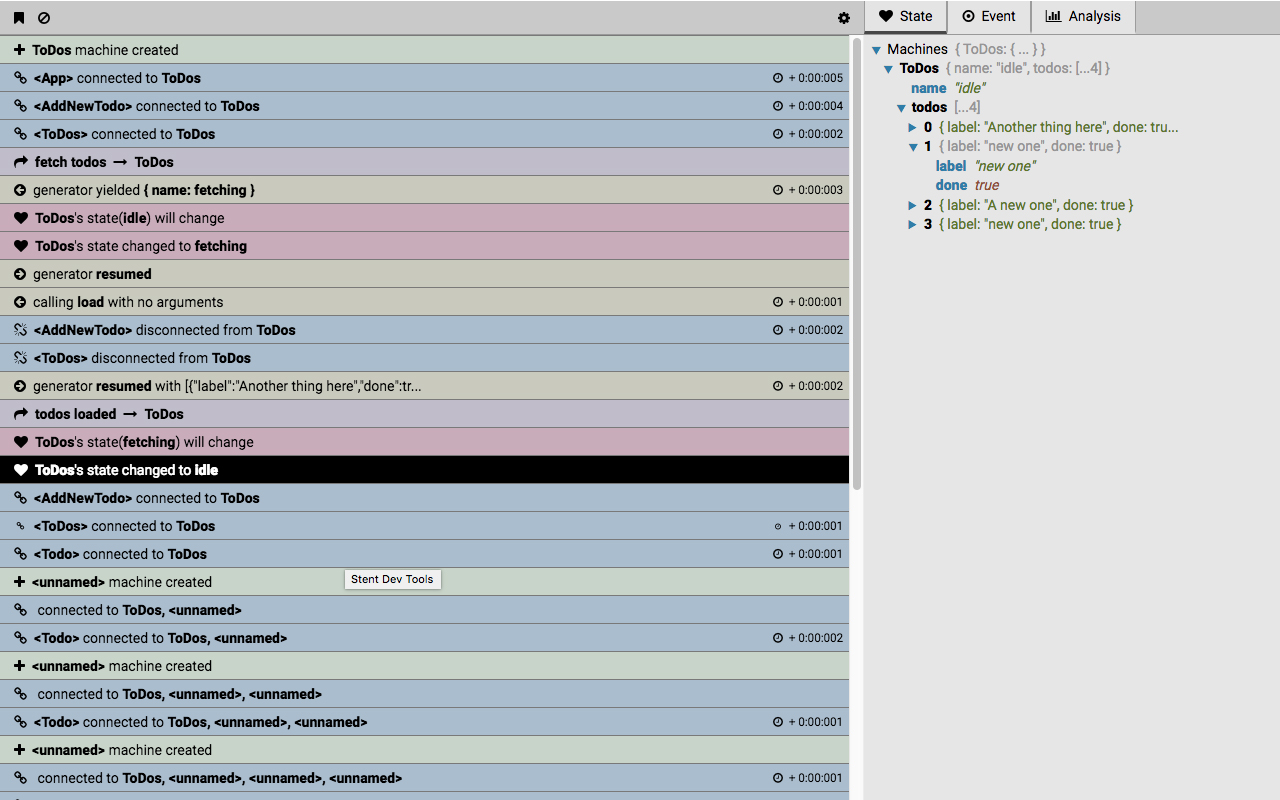 ToDos machine created
<App> connected to ToDos + 0:00:005
<AddNewTodo> connected to ToDos + 0:00:004
<ToDos> connected to ToDos + 0:00:002
fetch todos → ToDos
generator yielded { name: fetching } + 0:00:003
ToDos's state(idle) will change
ToDos's state changed to fetching
generator resumed
calling load with no arguments + 0:00:001
<AddNewTodo> disconnected from ToDos + 0:00:002
<ToDos> disconnected from ToDos
generator resumed with [{"label":"Another thing here","done":tr... + 0:00:002
todos loaded → ToDos
ToDos's state(fetching) will change
ToDos's state changed to idle
<AddNewTodo> connected to ToDos
<ToDos> connected to ToDos + 0:00:001
<Todo> connected to ToDos + 0:00:001
<unnamed> machine created
Stent Dev Tools
connected to ToDos, <unnamed>
<Todo> connected to ToDos, <unnamed> + 0:00:002
<unnamed> machine created
connected to ToDos, <unnamed>, <unnamed>
<Todo> connected to ToDos, <unnamed>, <unnamed> + 0:00:001
<unnamed> machine created
connected to ToDos, <unnamed>, <unnamed>, <unnamed> + 0:00:001
State Event Analysis
Machines { ToDos: { ... } }
ToDos { name: "idle", todos: [...4] }
name "idle"
todos [...4]
0 { label: "Another thing here", done: tru...
1 { label: "new one", done: true }
label "new one"
done true
2 { label: "A new one", done: true }
3 { label: "new one", done: true }